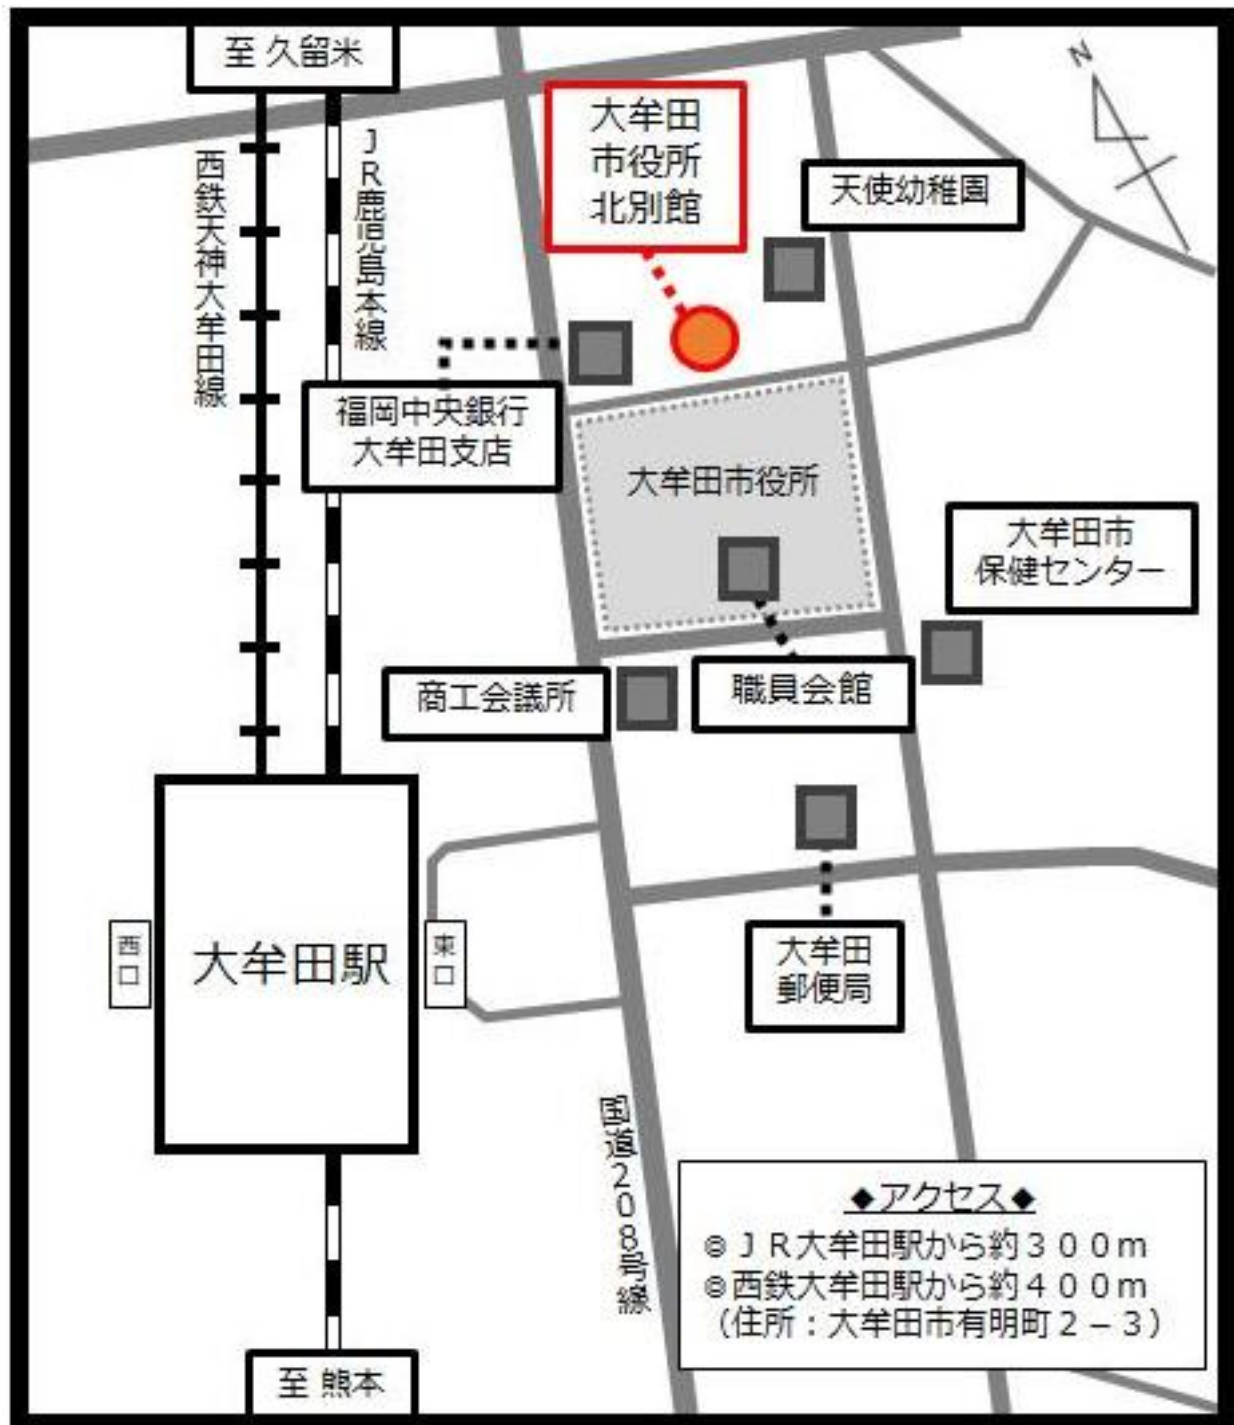 至 久留米
N
西鉄天神大牟田線
ＪＲ鹿児島本線
大牟田
市役所
北別館
天使幼稚園
福岡中央銀行
大牟田支店
大牟田市役所
大牟田市
保健センター
商工会議所
職員会館
西口
大牟田駅
東口
大牟田
郵便局
国道２０８号線
◆アクセス◆
◎ＪＲ大牟田駅から約３００ｍ
◎西鉄大牟田駅から約４００ｍ
（住所：大牟田市有明町２－３）
至 熊本